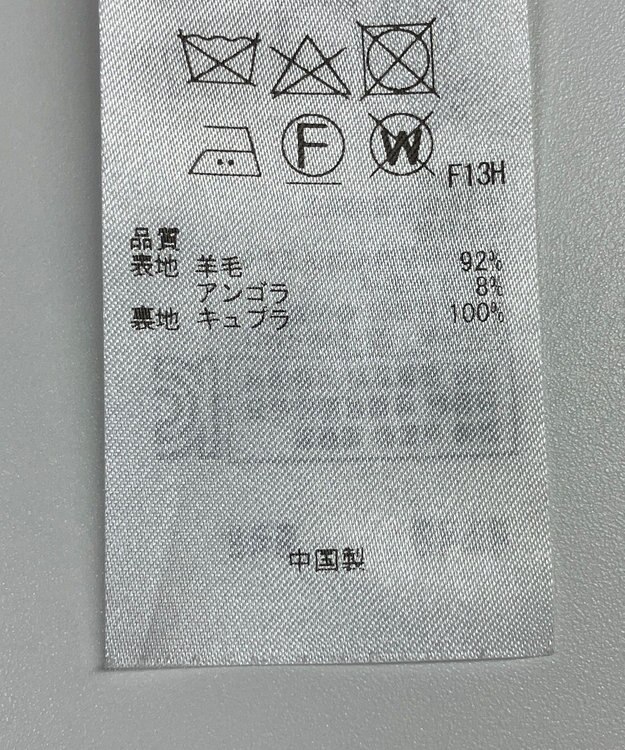 F W F13H
品質
表地 羊毛 92%
アンゴラ 8%
裏地 キュプラ 100%
中国製